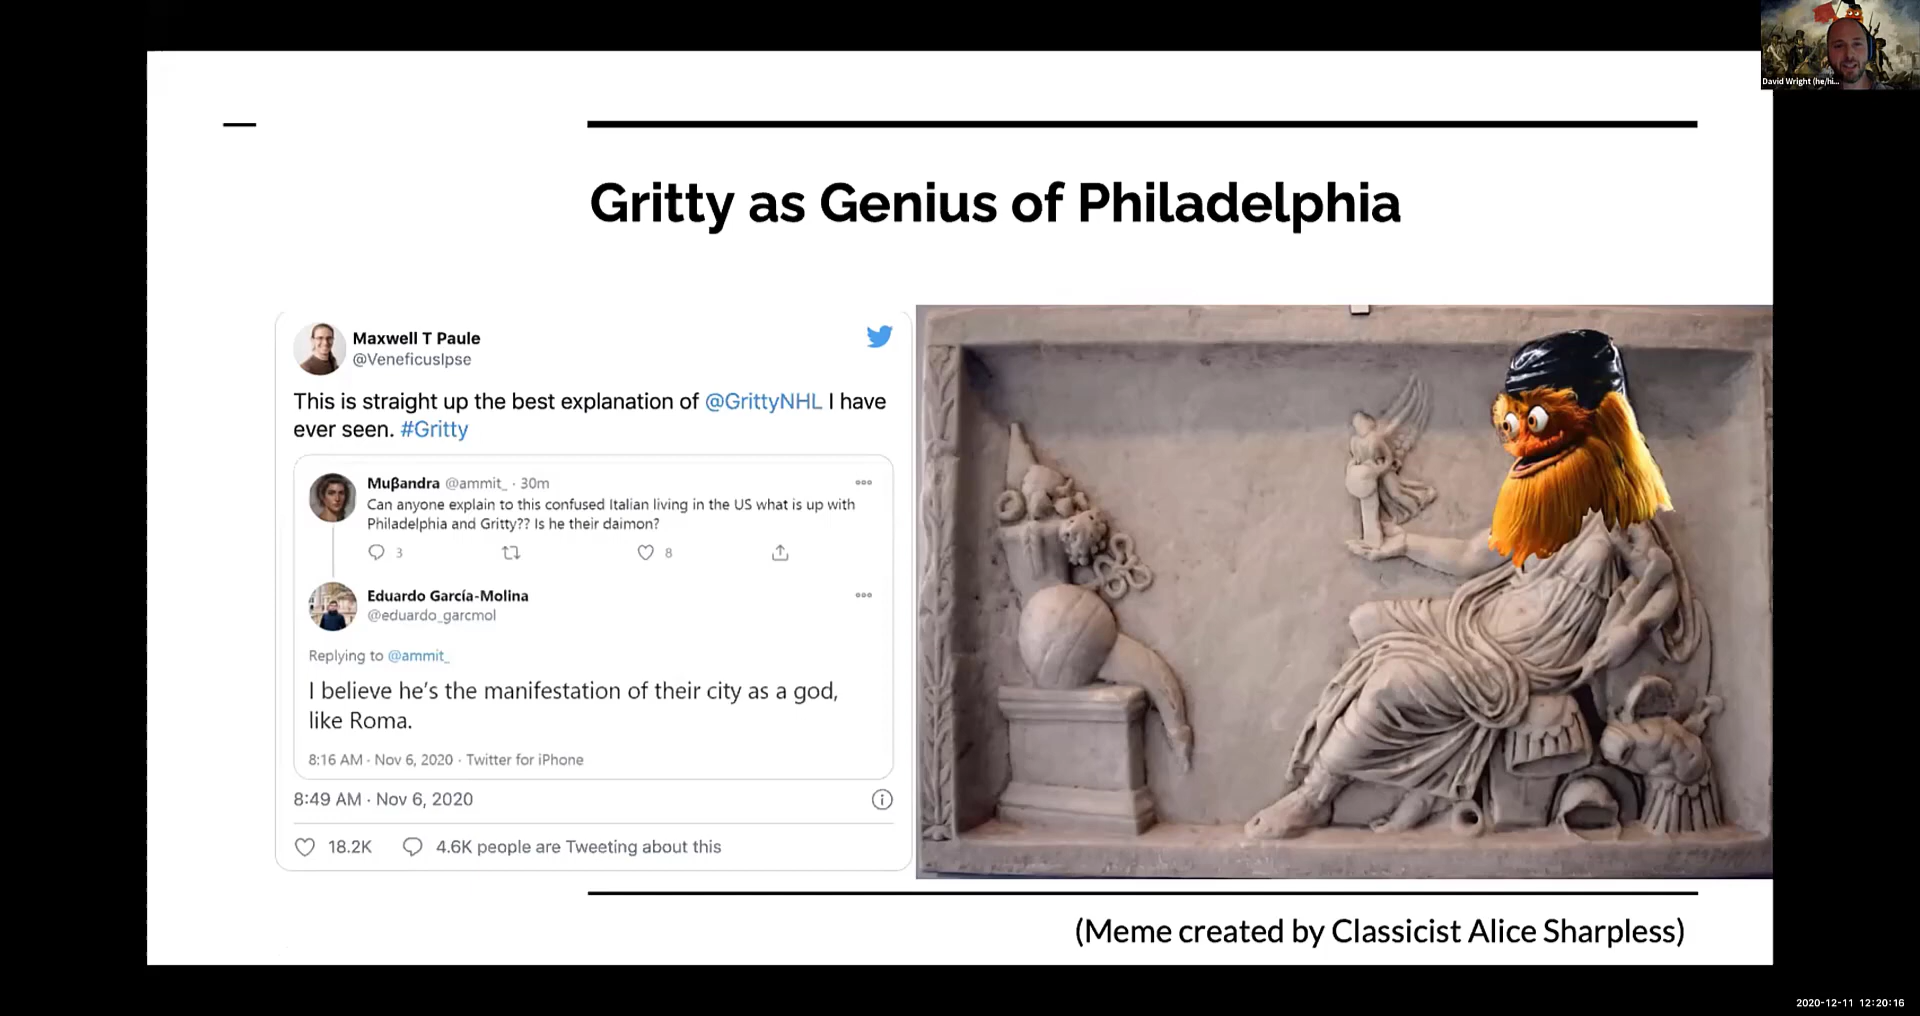 David Wright (he/hi...
Gritty as Genius of Philadelphia
Maxwell T Paule
@VeneficusIpse
This is straight up the best explanation of @GrittyNHL I have
ever seen. #Gritty
Muβandra @ammit_ · 30m
Can anyone explain to this confused Italian living in the US what is up with
Philadelphia and Gritty?? Is he their daimon?
3 8
Eduardo García-Molina
@eduardo_garcmol
Replying to @ammit_
I believe he's the manifestation of their city as a god,
like Roma.
8:16 AM · Nov 6, 2020 · Twitter for iPhone
8:49 AM · Nov 6, 2020
18.2K 4.6K people are Tweeting about this
(Meme created by Classicist Alice Sharpless)
2020-12-11 12:20:16